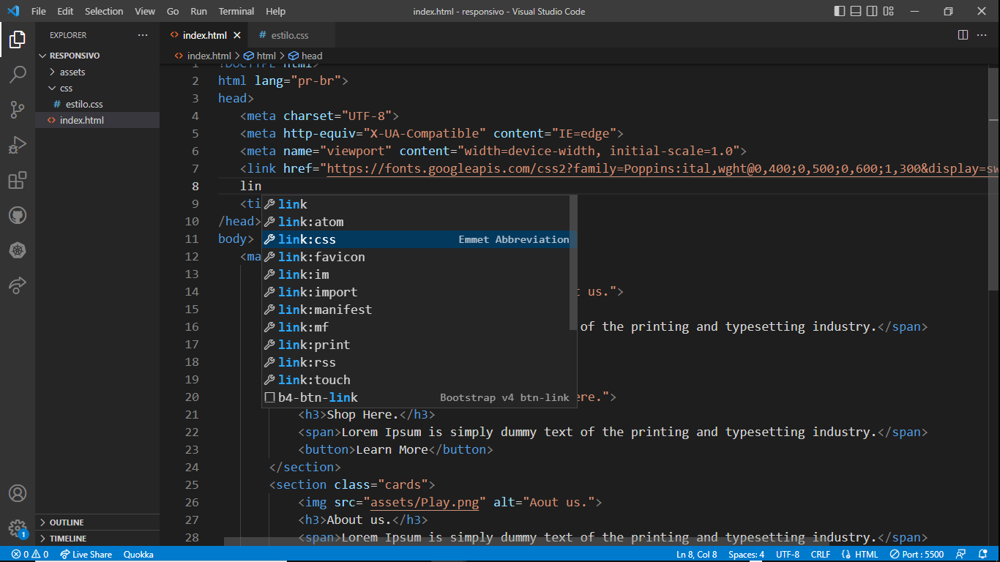 File Edit Selection View Go Run Terminal Help index.html - responsivo - Visual Studio Code
EXPLORER
RESPONSIVO
assets
css
# estilo.css
<> index.html
OUTLINE
TIMELINE
1
<> index.html # estilo.css
<> index.html > html > head
1 !DOCTYPE html>
2 html lang="pr-br">
3 head>
4 <meta charset="UTF-8">
5 <meta http-equiv="X-UA-Compatible" content="IE=edge">
6 <meta name="viewport" content="width=device-width, initial-scale=1.0">
7 <link href="https://fonts.googleapis.com/css2?family=Poppins:ital,wght@0,400;0,500;0,600;1,300&display=sw
8 lin
9 <ti
10 /head>
11 body>
12 <ma
13
14 t us.">
15
16 of the printing and typesetting industry.</span>
17
18
19
20 ere.">
21 <h3>Shop Here.</h3>
22 <span>Lorem Ipsum is simply dummy text of the printing and typesetting industry.</span>
23 <button>Learn More</button>
24 </section>
25 <section class="cards">
26 <img src="assets/Play.png" alt="Aout us.">
27 <h3>About us.</h3>
28 <span>Lorem Ipsum is simply dummy text of the printing and typesetting industry.</span>
link
link:atom
link:css Emmet Abbreviation
link:favicon
link:im
link:import
link:manifest
link:mf
link:print
link:rss
link:touch
b4-btn-link Bootstrap v4 btn-link
0 0 Live Share Quokka Ln 8, Col 8 Spaces: 4 UTF-8 CRLF HTML Port : 5500